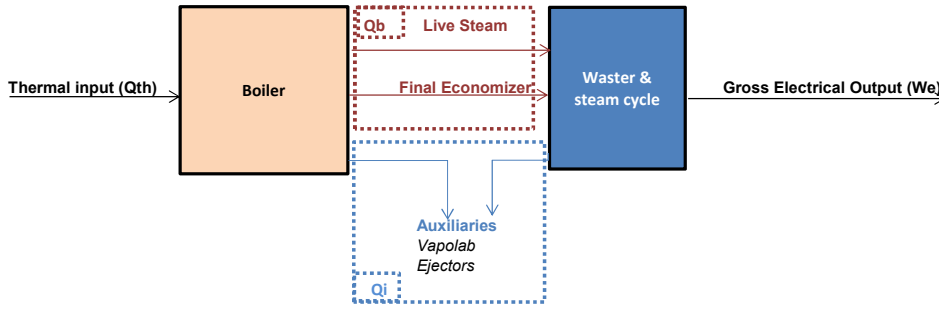 Qb
Live Steam
Thermal input (Qth)
Boiler
Final Economizer
Waster &
steam cycle
Gross Electrical Output (We)
Auxiliaries
Vapolab
Ejectors
Qi